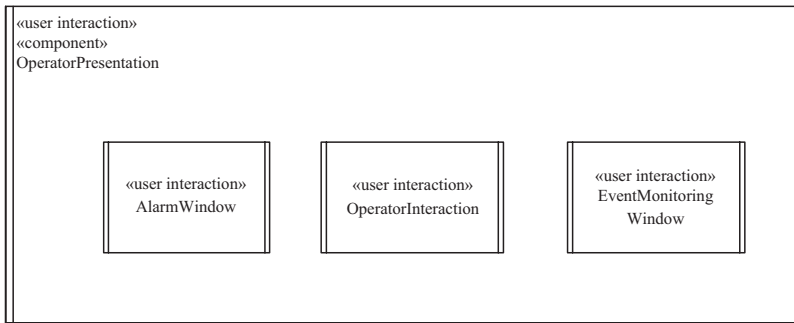 «user interaction»
«component»
OperatorPresentation
«user interaction»
AlarmWindow
«user interaction»
OperatorInteraction
«user interaction»
EventMonitoring
Window